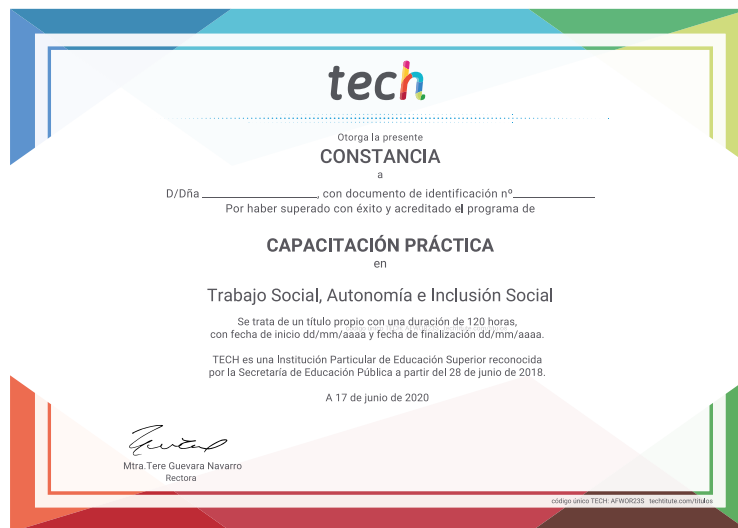 tech
Otorga la presente
CONSTANCIA
a
D/Dña ____________________, con documento de identificación nº______________
Por haber superado con éxito y acreditado el programa de
CAPACITACIÓN PRÁCTICA
en
Trabajo Social, Autonomía e Inclusión Social
Se trata de un título propio con una duración de 120 horas,
con fecha de inicio dd/mm/aaaa y fecha de finalización dd/mm/aaaa.
TECH es una Institución Particular de Educación Superior reconocida
por la Secretaría de Educación Pública a partir del 28 de junio de 2018.
A 17 de junio de 2020
Mtra.Tere Guevara Navarro
Rectora
código único TECH: AFWOR23S techtitute.com/titulos